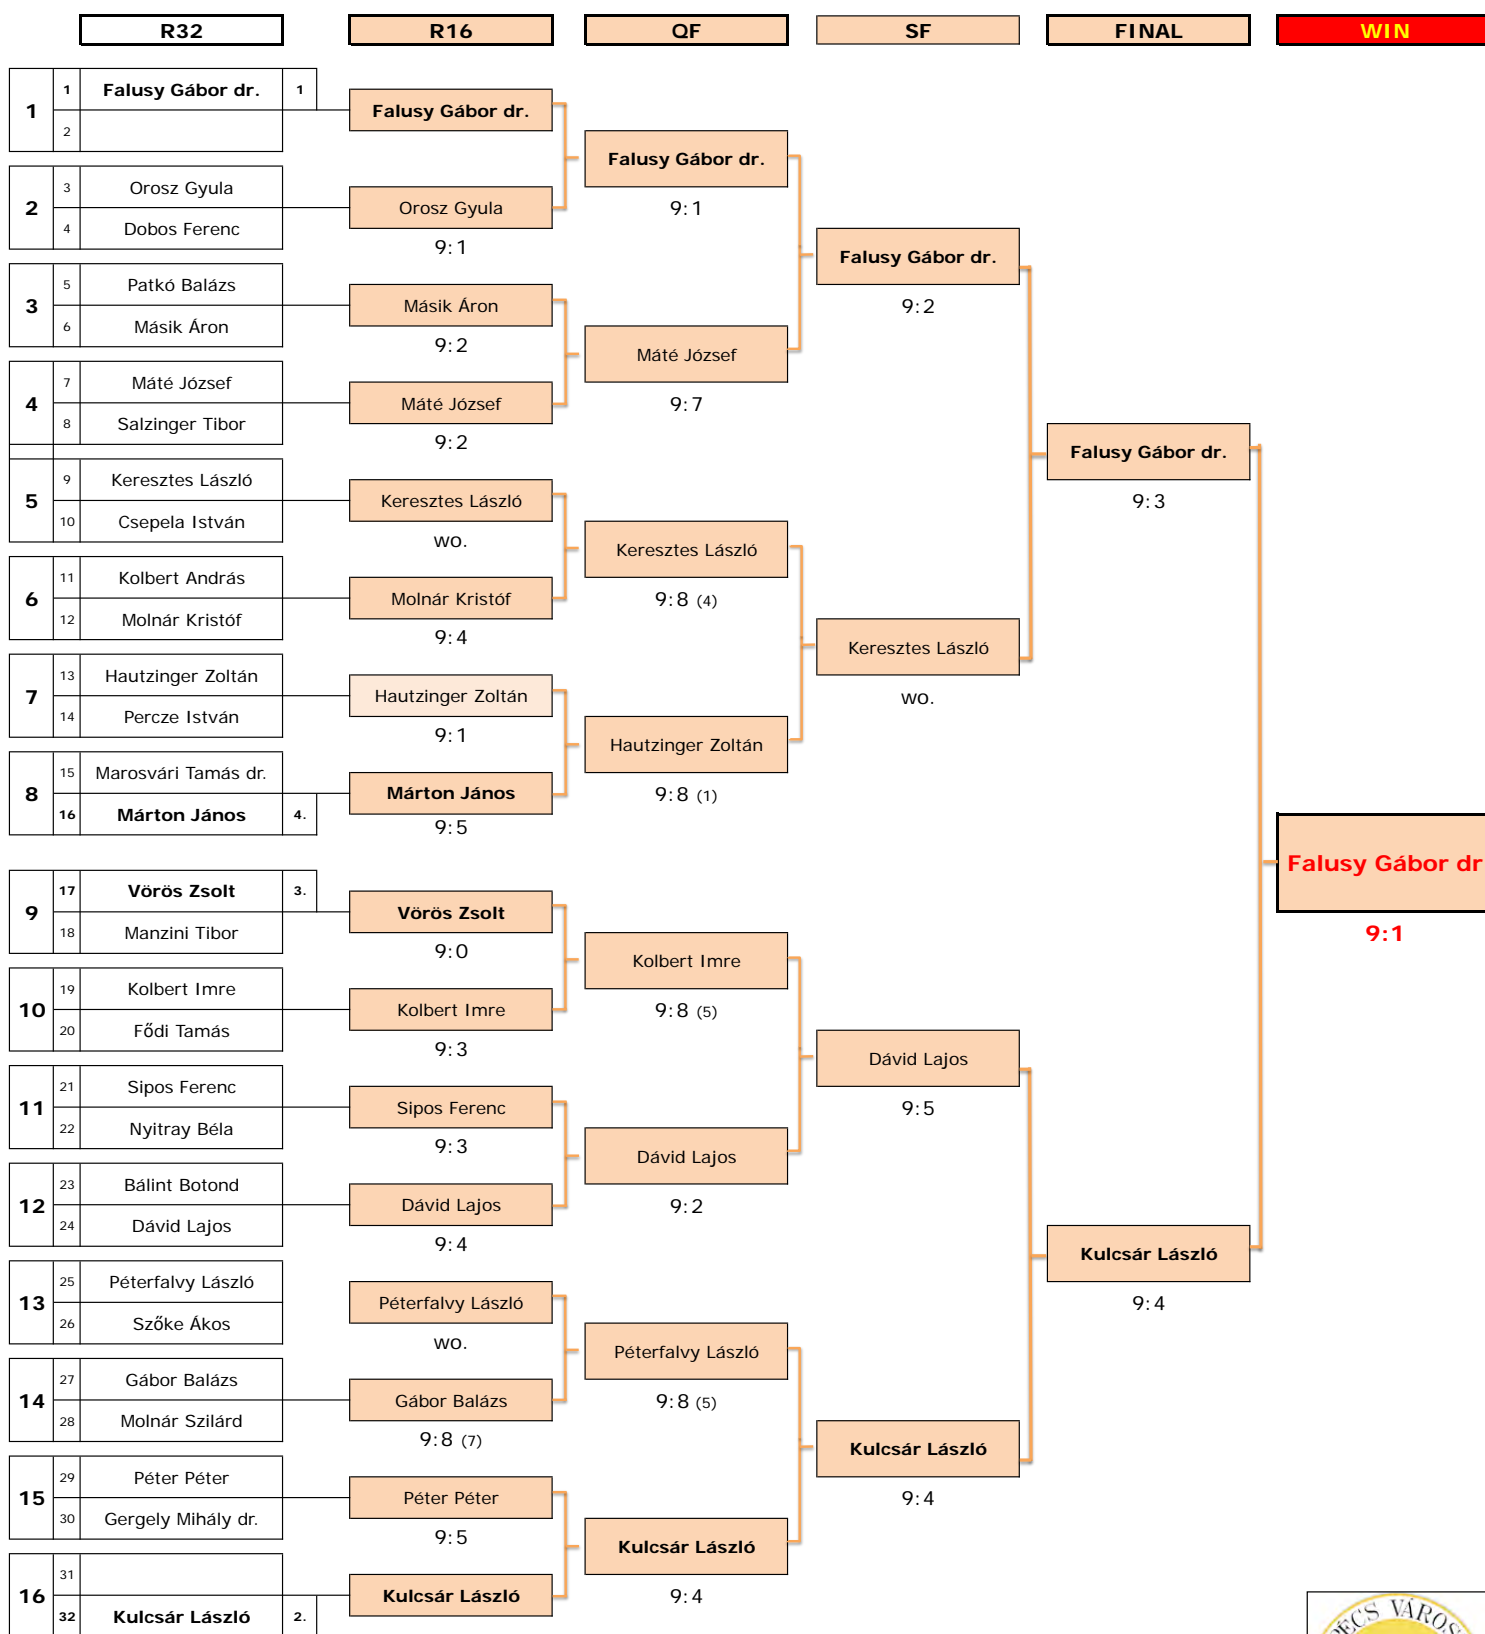 R32 R16 QF SF FINAL WIN
1 1 Falusy Gábor dr. 1
2
Falusy Gábor dr.
Falusy Gábor dr.
9:1
2 3 Orosz Gyula
4 Dobos Ferenc
Orosz Gyula
9:1
Falusy Gábor dr.
9:2
3 5 Patkó Balázs
6 Másik Áron
Másik Áron
9:2
Máté József
9:7
4 7 Máté József
8 Salzinger Tibor
Máté József
9:2
Falusy Gábor dr.
9:3
5 9 Keresztes László
10 Csepela István
Keresztes László
wo.
Keresztes László
9:8 (4)
6 11 Kolbert András
12 Molnár Kristóf
Molnár Kristóf
9:4
Keresztes László
wo.
7 13 Hautzinger Zoltán
14 Percze István
Hautzinger Zoltán
9:1
Hautzinger Zoltán
9:8 (1)
8 15 Marosvári Tamás dr.
16 Márton János 4.
Márton János
9:5
Falusy Gábor dr
9:1
9 17 Vörös Zsolt 3.
18 Manzini Tibor
Vörös Zsolt
9:0
Kolbert Imre
9:8 (5)
10 19 Kolbert Imre
20 Fődi Tamás
Kolbert Imre
9:3
Dávid Lajos
9:5
11 21 Sipos Ferenc
22 Nyitray Béla
Sipos Ferenc
9:3
Dávid Lajos
9:2
12 23 Bálint Botond
24 Dávid Lajos
Dávid Lajos
9:4
Kulcsár László
9:4
13 25 Péterfalvy László
26 Szőke Ákos
Péterfalvy László
wo.
Péterfalvy László
9:8 (5)
14 27 Gábor Balázs
28 Molnár Szilárd
Gábor Balázs
9:8 (7)
Kulcsár László
9:4
15 29 Péter Péter
30 Gergely Mihály dr.
Péter Péter
9:5
Kulcsár László
9:4
16 31
32 Kulcsár László 2.
Kulcsár László
PÉCS VÁROS